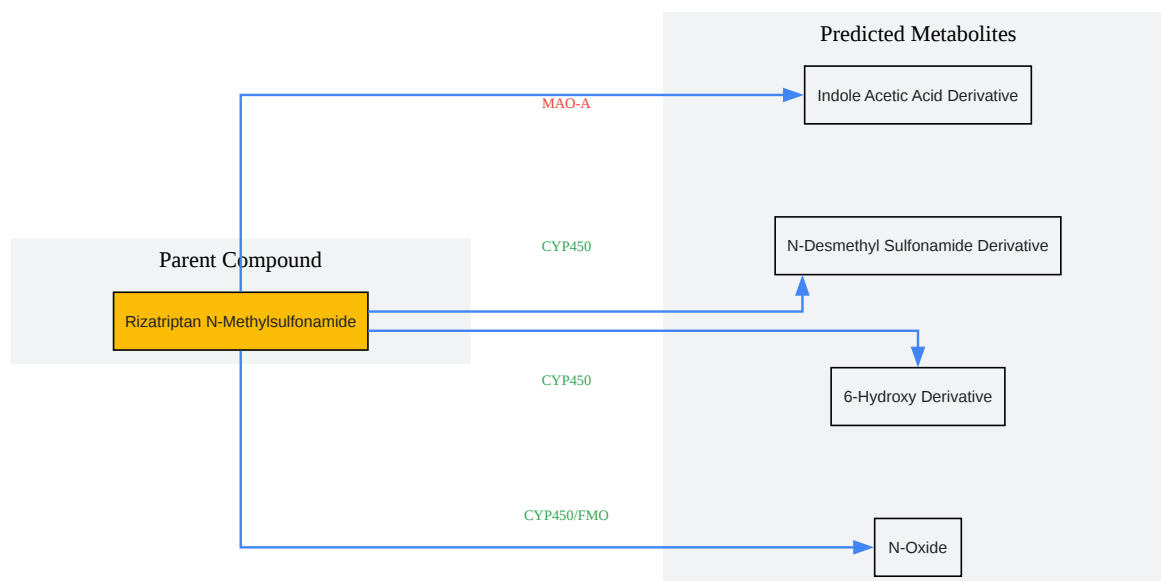 Predicted Metabolites
Indole Acetic Acid Derivative
MAO-A
CYP450
N-Desmethyl Sulfonamide Derivative
Parent Compound
Rizatriptan N-Methylsulfonamide
CYP450
6-Hydroxy Derivative
CYP450/FMO
N-Oxide